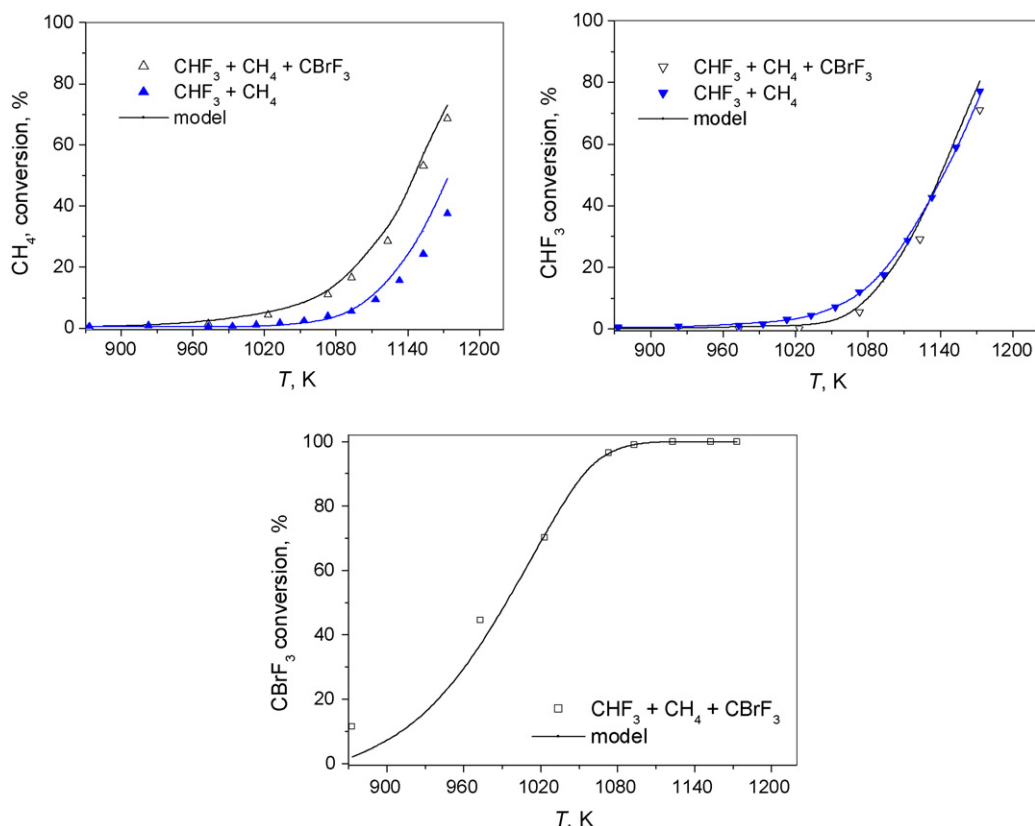 100
80
60
40
20
0
CH₄, conversion, %
CHF₃ + CH₄ + CBrF₃
CHF₃ + CH₄
model
900 960 1020 1080 1140 1200
T, K
100
80
60
40
20
0
CHF₃ conversion, %
CHF₃ + CH₄ + CBrF₃
CHF₃ + CH₄
model
900 960 1020 1080 1140 1200
T, K
100
80
60
40
20
0
CBrF₃ conversion, %
CHF₃ + CH₄ + CBrF₃
model
900 960 1020 1080 1140 1200
T, K